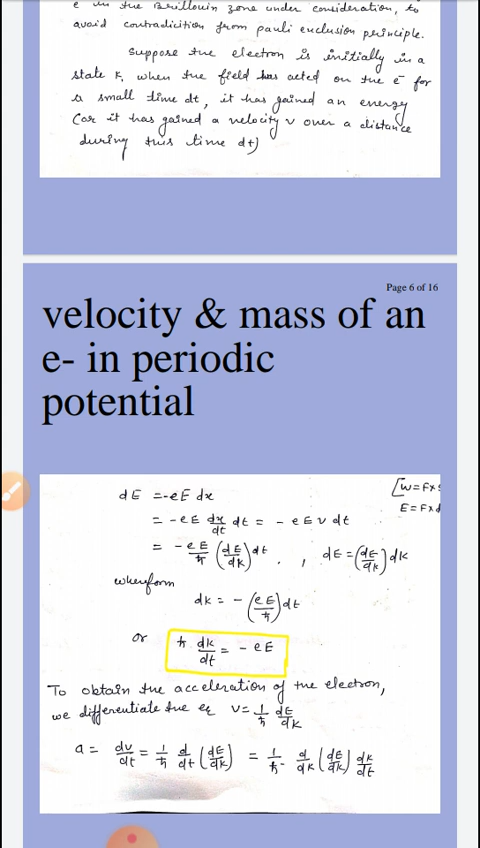 e in the Brillouin zone under consideration, to
avoid contradicition from pauli exclusion perinciple.
Suppose the electron is initially in a
state k, when the field has acted on the e⁻ for
a small time dt, it has gained an energy
(or it has gained a velocity v over a distance
during this time dt)
Page 6 of 16
velocity & mass of an
e- in periodic
potential
dE = -eE dx
[W=Fxs
= -eE dx/dt dt = - eEv dt
E=Fxd
= -eE/ħ (dE/dk) dt . , dE = (dE/dk) dk
wherform
dk = - (eE/ħ) dt
or ħ dk/dt = - eE
To obtain the acceleration of the electron,
we differentiate the eq v = 1/ħ dE/dk
a = dv/dt = 1/ħ d/dt (dE/dk) = 1/ħ . d/dk (dE/dk) dk/dt